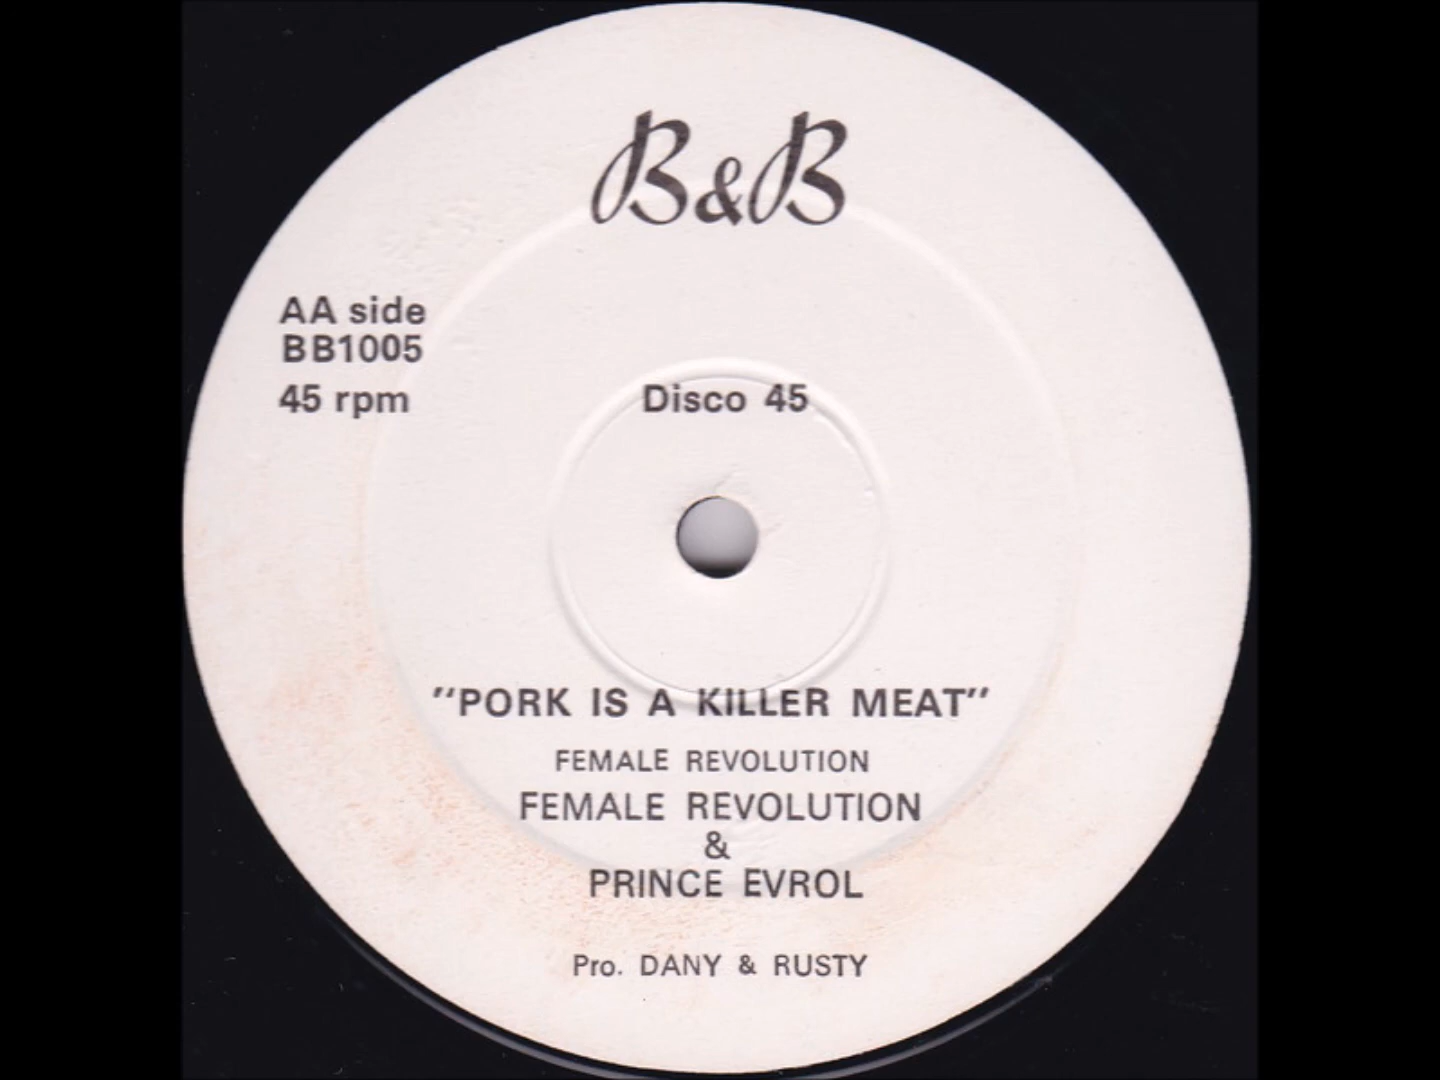 B&B
AA side
BB1005
45 rpm
Disco 45
"PORK IS A KILLER MEAT"
FEMALE REVOLUTION
FEMALE REVOLUTION
&
PRINCE EVROL
Pro. DANY & RUSTY